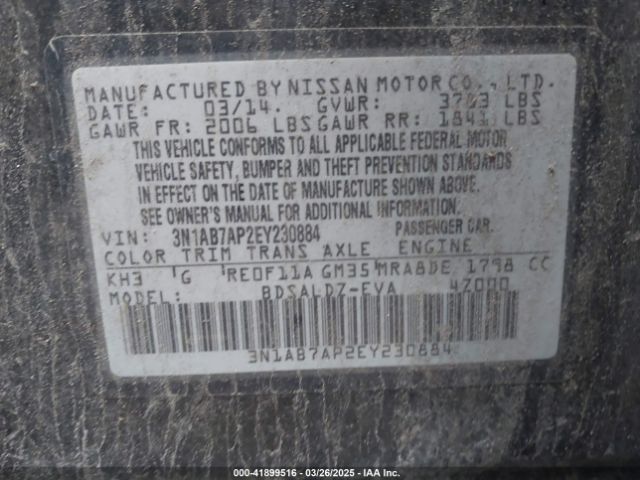 MANUFACTURED BY NISSAN MOTOR CO., LTD.
DATE: 03/14. GVWR: LBS
GAWR FR: 2006 LBS GAWR RR: LBS
THIS VEHICLE CONFORMS TO ALL APPLICABLE FEDERAL MOTOR
VEHICLE SAFETY, BUMPER AND THEFT PREVENTION STANDARDS
IN EFFECT ON THE DATE OF MANUFACTURE SHOWN ABOVE.
SEE OWNER'S MANUAL FOR ADDITIONAL INFORMATION.
VIN: 3N1AB7AP2EY230884 PASSENGER CAR.
COLOR TRIM TRANS AXLE ENGINE
KH3 G RE0F11A GM35 MRA8DE 1798 CC
MODEL: BDSALDZ-EVA 4Z000
3N1AB7AP2EY230884
000-41899516 - 03/26/2025 - IAA Inc.